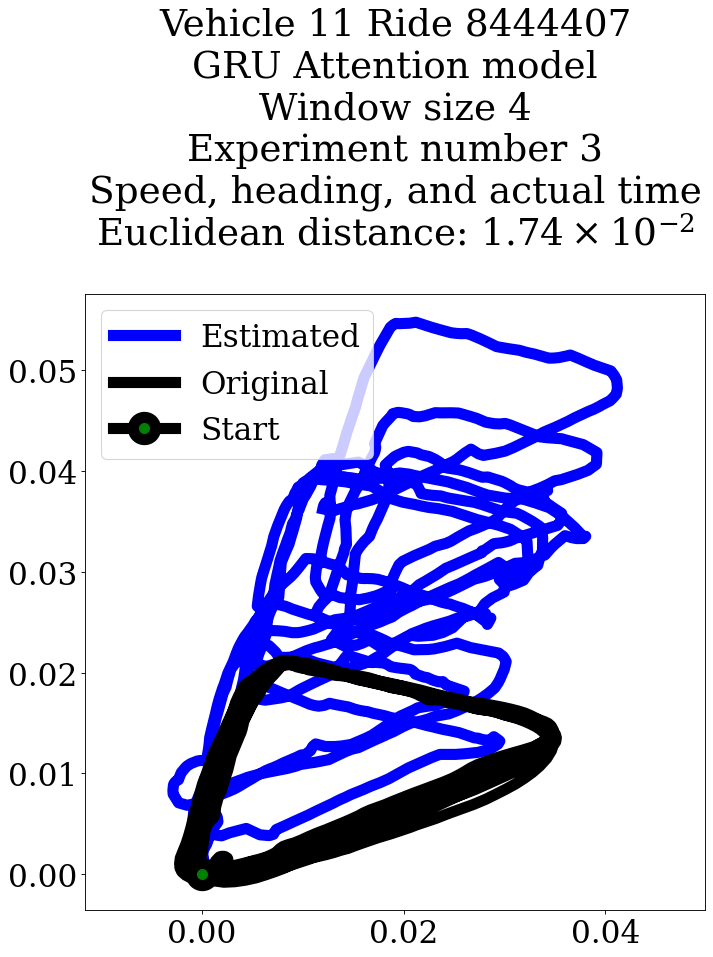 Vehicle 11 Ride 8444407
GRU Attention model
Window size 4
Experiment number 3
Speed, heading, and actual time
Euclidean distance: 1.74 × 10⁻²
Estimated
Original
Start
0.05
0.04
0.03
0.02
0.01
0.00
0.00 0.02 0.04